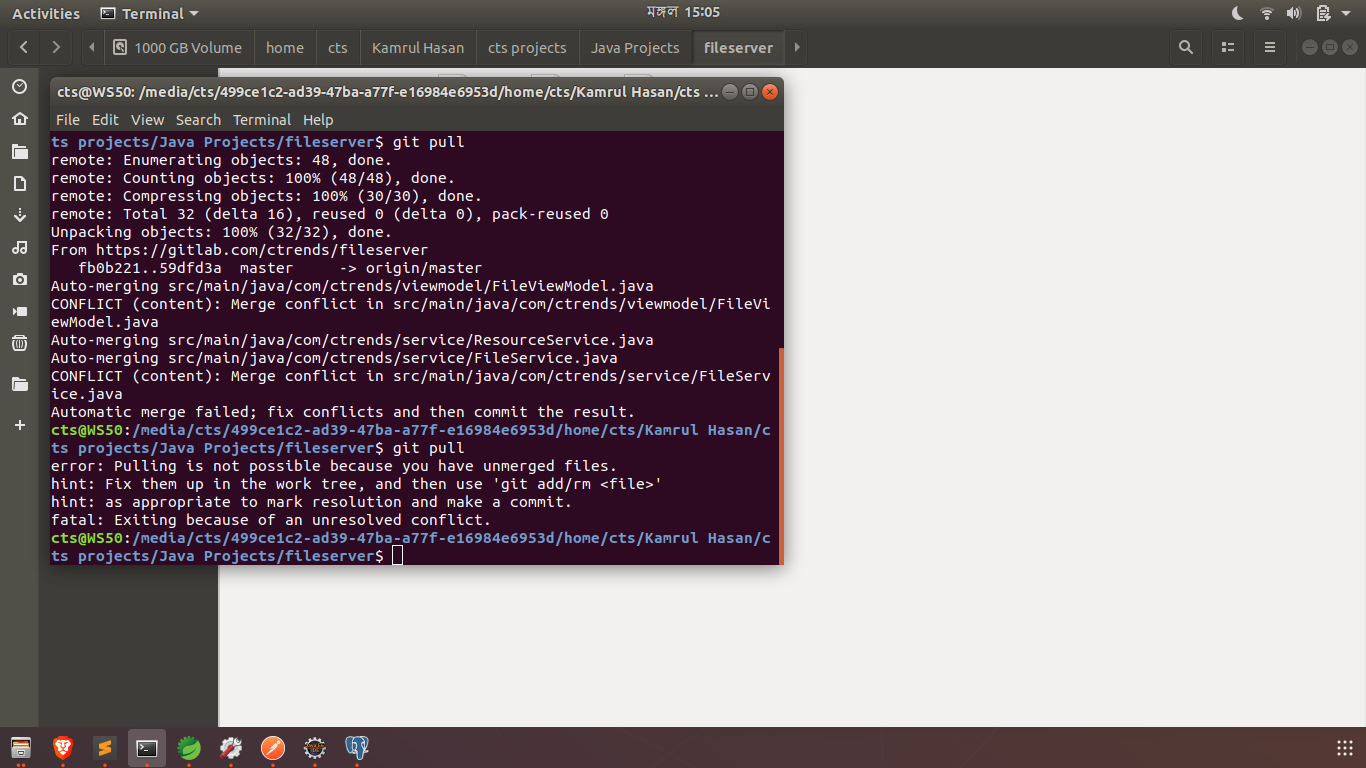 Activities
Terminal
মঙ্গল 15:05
1000 GB Volume
home
cts
Kamrul Hasan
cts projects
Java Projects
fileserver
cts@WS50: /media/cts/499ce1c2-ad39-47ba-a77f-e16984e6953d/home/cts/Kamrul Hasan/cts ...
File Edit View Search Terminal Help
ts projects/Java Projects/fileserver$ git pull
remote: Enumerating objects: 48, done.
remote: Counting objects: 100% (48/48), done.
remote: Compressing objects: 100% (30/30), done.
remote: Total 32 (delta 16), reused 0 (delta 0), pack-reused 0
Unpacking objects: 100% (32/32), done.
From https://gitlab.com/ctrends/fileserver
fb0b221..59dfd3a master -> origin/master
Auto-merging src/main/java/com/ctrends/viewmodel/FileViewModel.java
CONFLICT (content): Merge conflict in src/main/java/com/ctrends/viewmodel/FileVi
ewModel.java
Auto-merging src/main/java/com/ctrends/service/ResourceService.java
Auto-merging src/main/java/com/ctrends/service/FileService.java
CONFLICT (content): Merge conflict in src/main/java/com/ctrends/service/FileServ
ice.java
Automatic merge failed; fix conflicts and then commit the result.
cts@WS50:/media/cts/499ce1c2-ad39-47ba-a77f-e16984e6953d/home/cts/Kamrul Hasan/c
ts projects/Java Projects/fileserver$ git pull
error: Pulling is not possible because you have unmerged files.
hint: Fix them up in the work tree, and then use 'git add/rm <file>'
hint: as appropriate to mark resolution and make a commit.
fatal: Exiting because of an unresolved conflict.
cts@WS50:/media/cts/499ce1c2-ad39-47ba-a77f-e16984e6953d/home/cts/Kamrul Hasan/c
ts projects/Java Projects/fileserver$